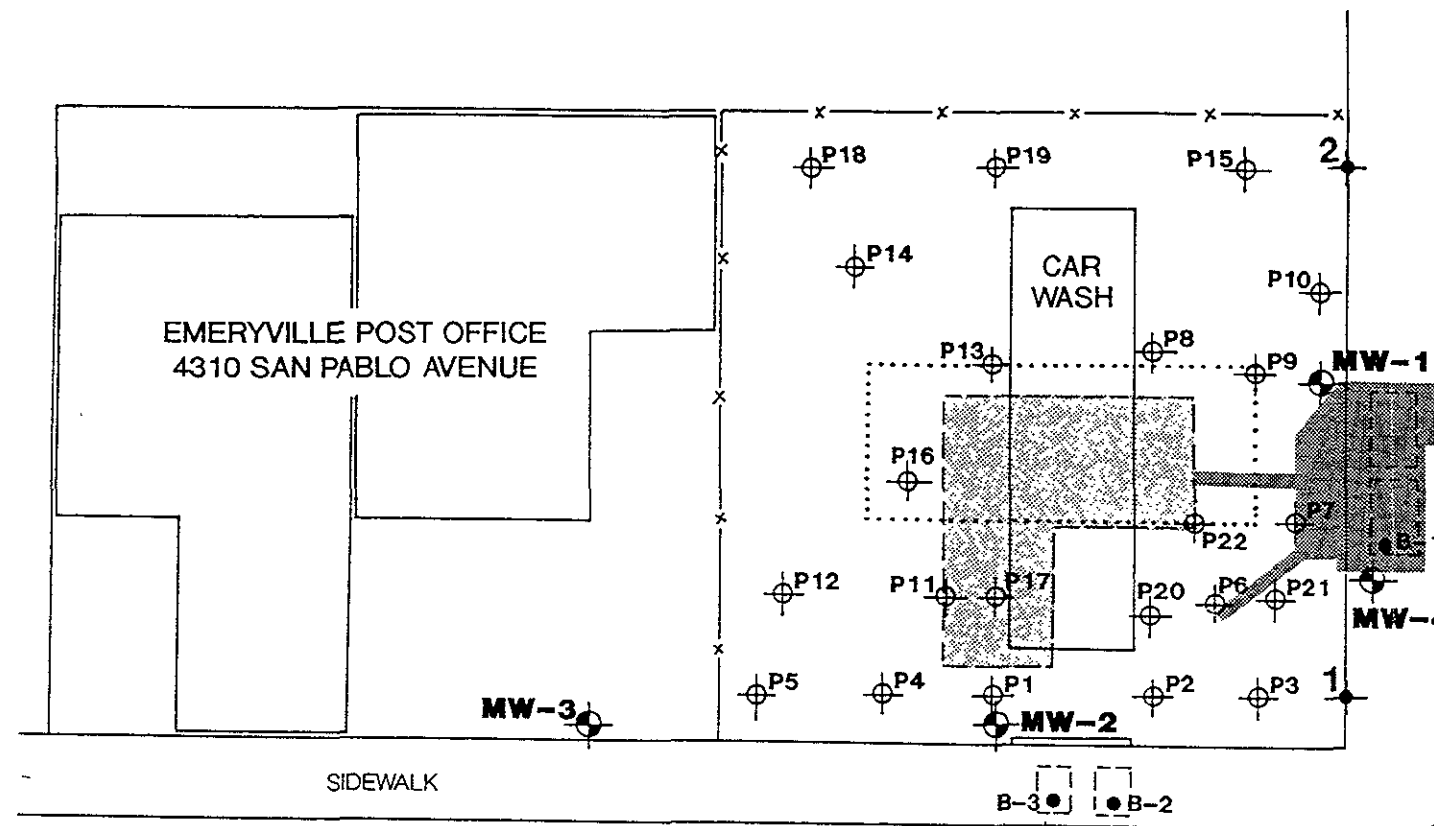 P18
P19
P15
2
P14
CAR
WASH
P10
EMERYVILLE POST OFFICE
4310 SAN PABLO AVENUE
P13
P8
P9
MW-1
P16
P22
P7
B-
P12
P11
P17
P20
P6
P21
MW-
P5
P4
P1
P2
P3
1
MW-3
MW-2
SIDEWALK
B-3
B-2